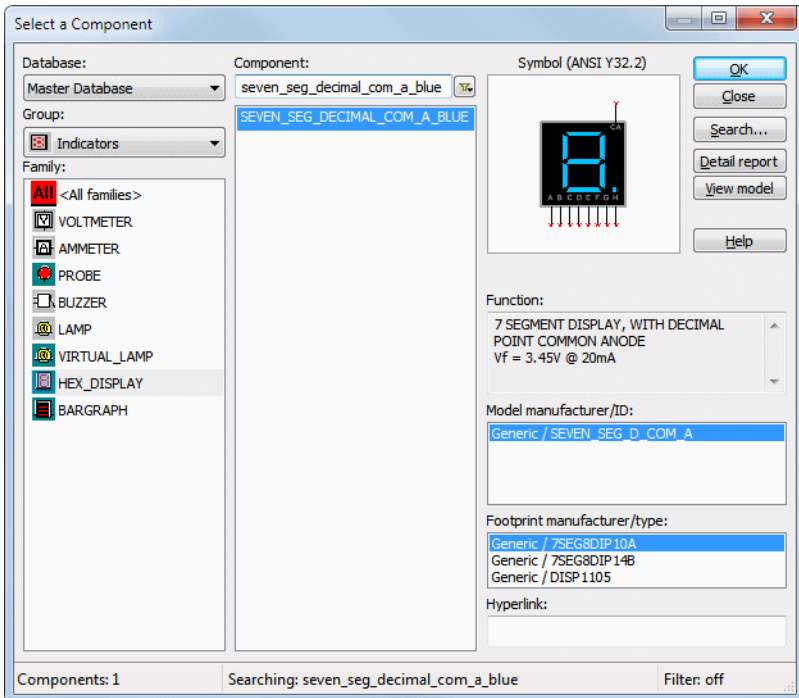 Select a Component
Database:
Master Database
Group:
Indicators
Family:
All <All families>
VOLTMETER
AMMETER
PROBE
BUZZER
LAMP
VIRTUAL_LAMP
HEX_DISPLAY
BARGRAPH
Component:
seven_seg_decimal_com_a_blue
SEVEN_SEG_DECIMAL_COM_A_BLUE
Symbol (ANSI Y32.2)
CA
A B C D E F G H
OK
Close
Search...
Detail report
View model
Help
Function:
7 SEGMENT DISPLAY, WITH DECIMAL
POINT COMMON ANODE
Vf = 3.45V @ 20mA
Model manufacturer/ID:
Generic / SEVEN_SEG_D_COM_A
Footprint manufacturer/type:
Generic / 7SEG8DIP10A
Generic / 7SEG8DIP14B
Generic / DISP1105
Hyperlink:
Components: 1
Searching: seven_seg_decimal_com_a_blue
Filter: off